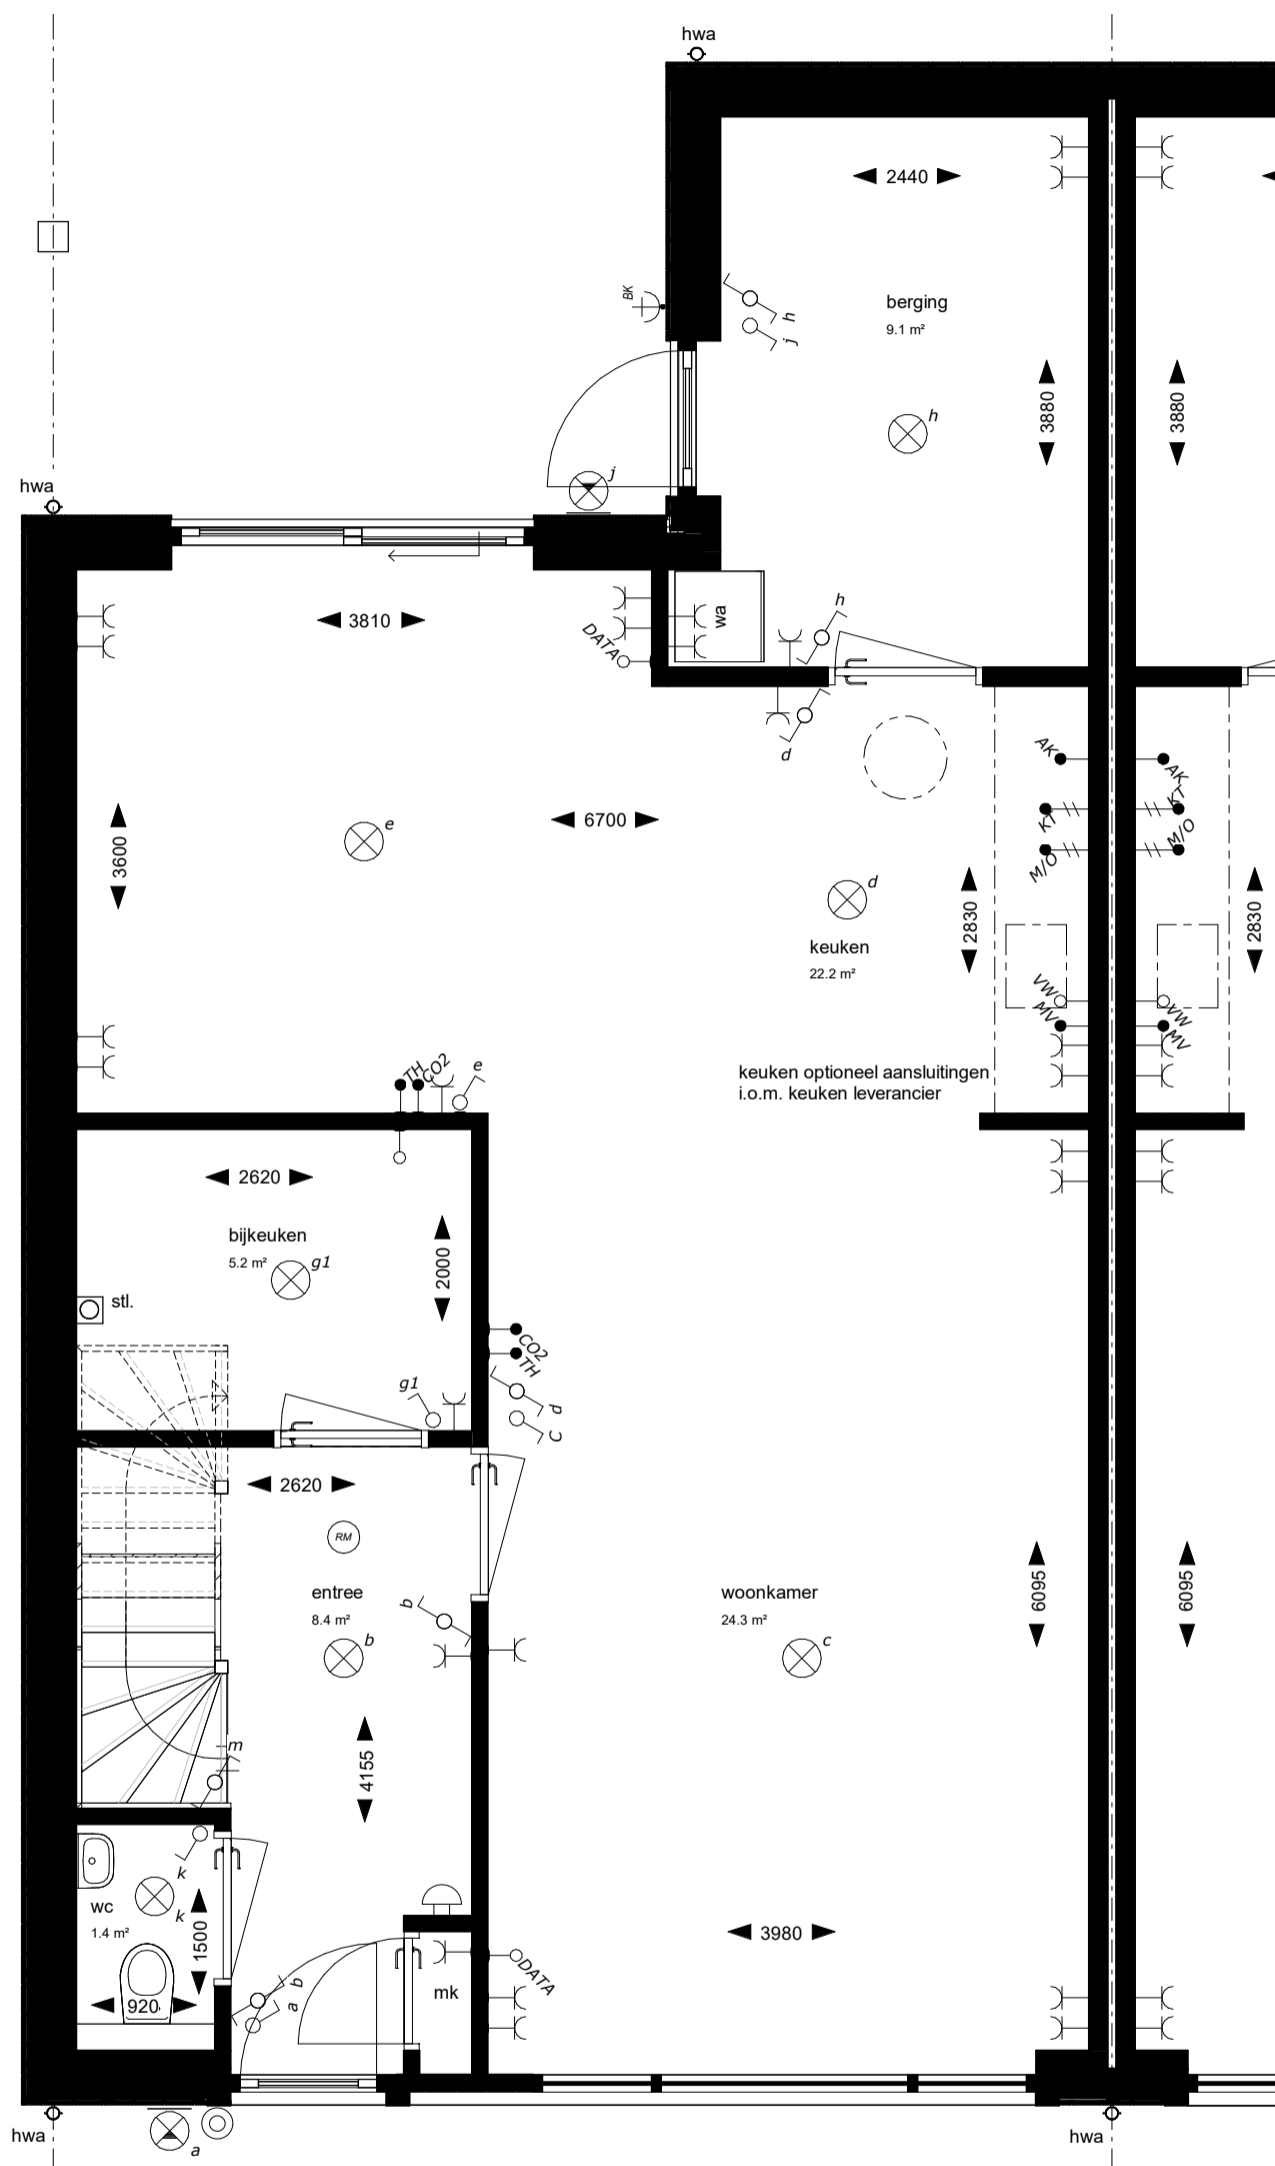 hwa
2440
BK
h
j
berging
9.1 m²
3880
3880
h
j
hwa
3810
DATA
wa
h
d
AK
AK
KT
KT
M/O
M/O
6700
e
3600
d
2830
2830
keuken
22.2 m²
VW
VW
MV
MV
keuken optioneel aansluitingen
i.o.m. keuken leverancier
TH
CO2
e
2620
bijkeuken
5.2 m²
g1
2000
stl.
CO2
TH
g1
d
C
2620
RM
entree
8.4 m²
b
b
woonkamer
24.3 m²
c
6095
6095
m
4155
k
wc
1.4 m²
k
1500
920
b
a
mk
DATA
3980
hwa
a
hwa